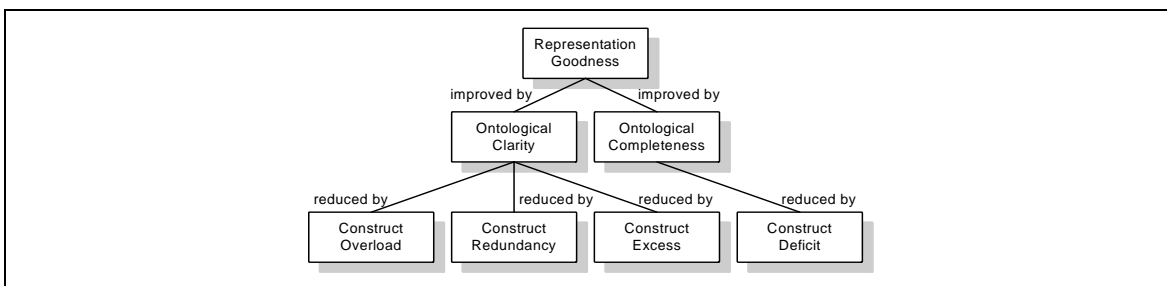 Representation
Goodness
improved by
improved by
Ontological
Clarity
Ontological
Completeness
reduced by
reduced by
reduced by
reduced by
Construct
Overload
Construct
Redundancy
Construct
Excess
Construct
Deficit